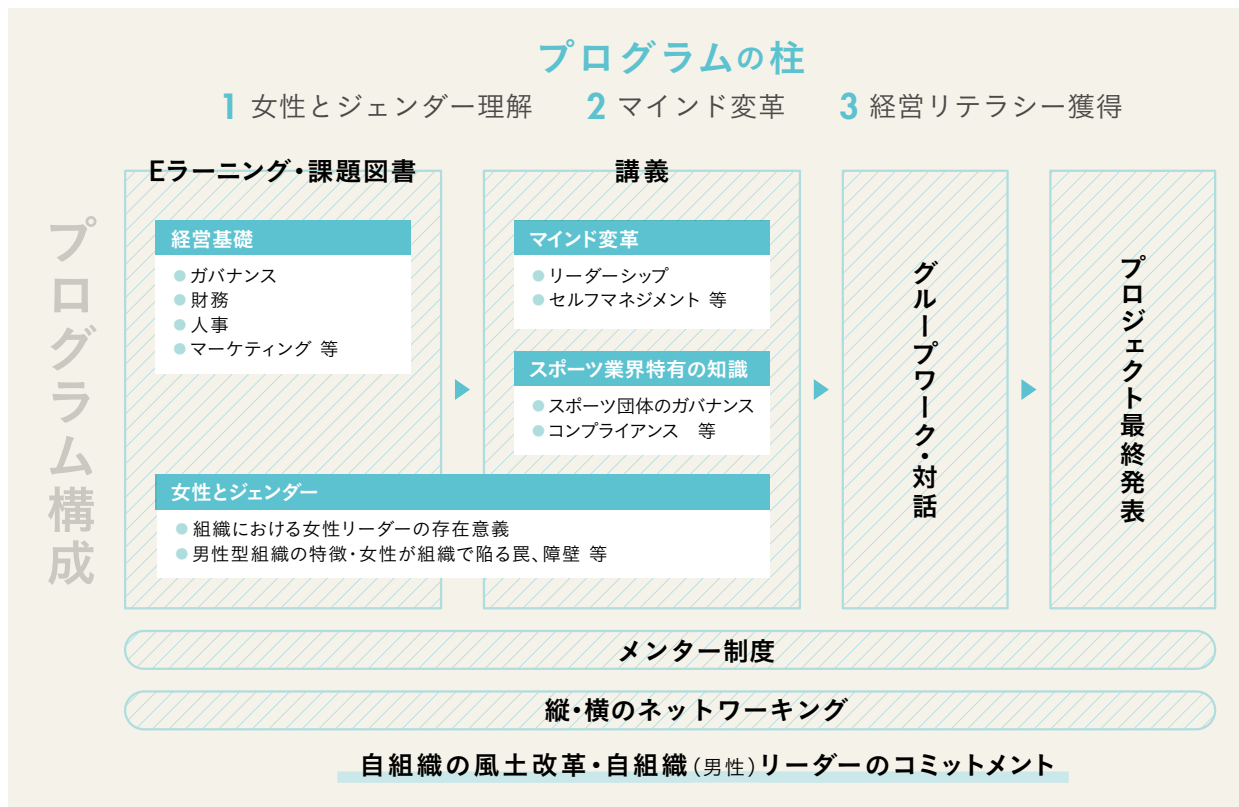 プログラムの柱
1 女性とジェンダー理解 2 マインド変革 3 経営リテラシー獲得
プログラム構成
Eラーニング・課題図書
経営基礎
ガバナンス
財務
人事
マーケティング 等
講義
マインド変革
リーダーシップ
セルフマネジメント 等
スポーツ業界特有の知識
スポーツ団体のガバナンス
コンプライアンス 等
女性とジェンダー
組織における女性リーダーの存在意義
男性型組織の特徴・女性が組織で陥る罠、障壁 等
グループワーク・対話
プロジェクト最終発表
メンター制度
縦・横のネットワーキング
自組織の風土改革・自組織(男性)リーダーのコミットメント